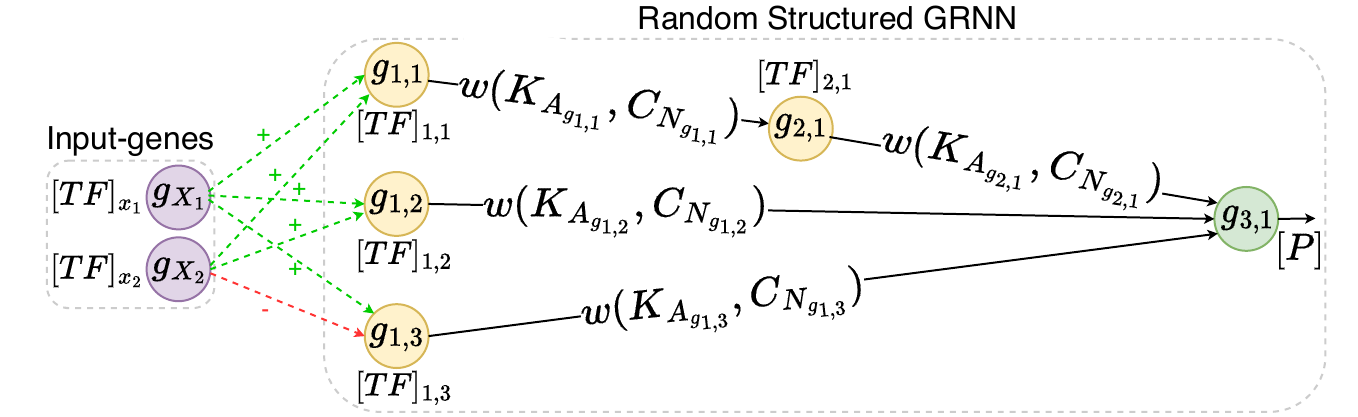 Random Structured GRNN
Input-genes
[TF]_{x_1} g_{X_1}
[TF]_{x_2} g_{X_2}
+
+
+
+
+
-
g_{1,1}
[TF]_{1,1}
w(K_{A_{g_{1,1}}}, C_{N_{g_{1,1}}})
[TF]_{2,1}
g_{2,1}
w(K_{A_{g_{2,1}}}, C_{N_{g_{2,1}}})
g_{1,2}
[TF]_{1,2}
w(K_{A_{g_{1,2}}}, C_{N_{g_{1,2}}})
g_{1,3}
[TF]_{1,3}
w(K_{A_{g_{1,3}}}, C_{N_{g_{1,3}}})
g_{3,1}
[P]